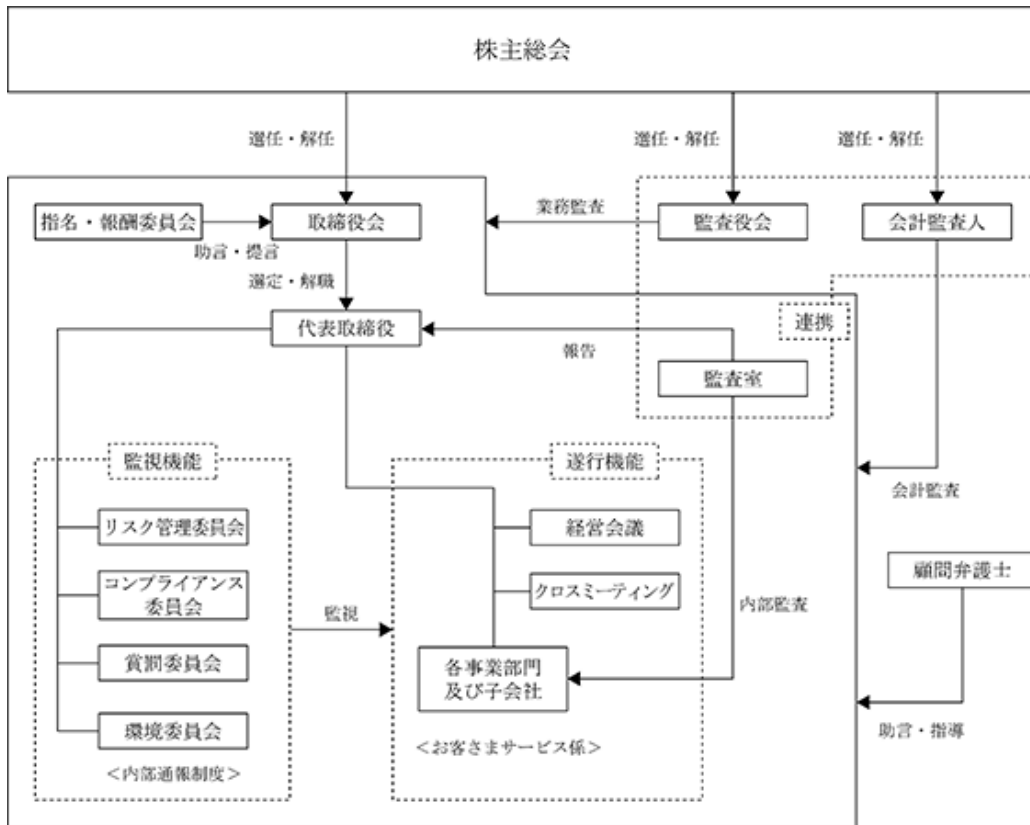 株主総会
選任・解任
選任・解任
選任・解任
指名・報酬委員会
取締役会
業務監査
監査役会
会計監査人
助言・提言
選定・解職
代表取締役
報告
連携
監査室
監視機能
遂行機能
会計監査
リスク管理委員会
経営会議
顧問弁護士
コンプライアンス
委員会
クロスミーティング
内部監査
監視
賞罰委員会
各事業部門
及び子会社
環境委員会
助言・指導
＜お客さまサービス係＞
＜内部通報制度＞